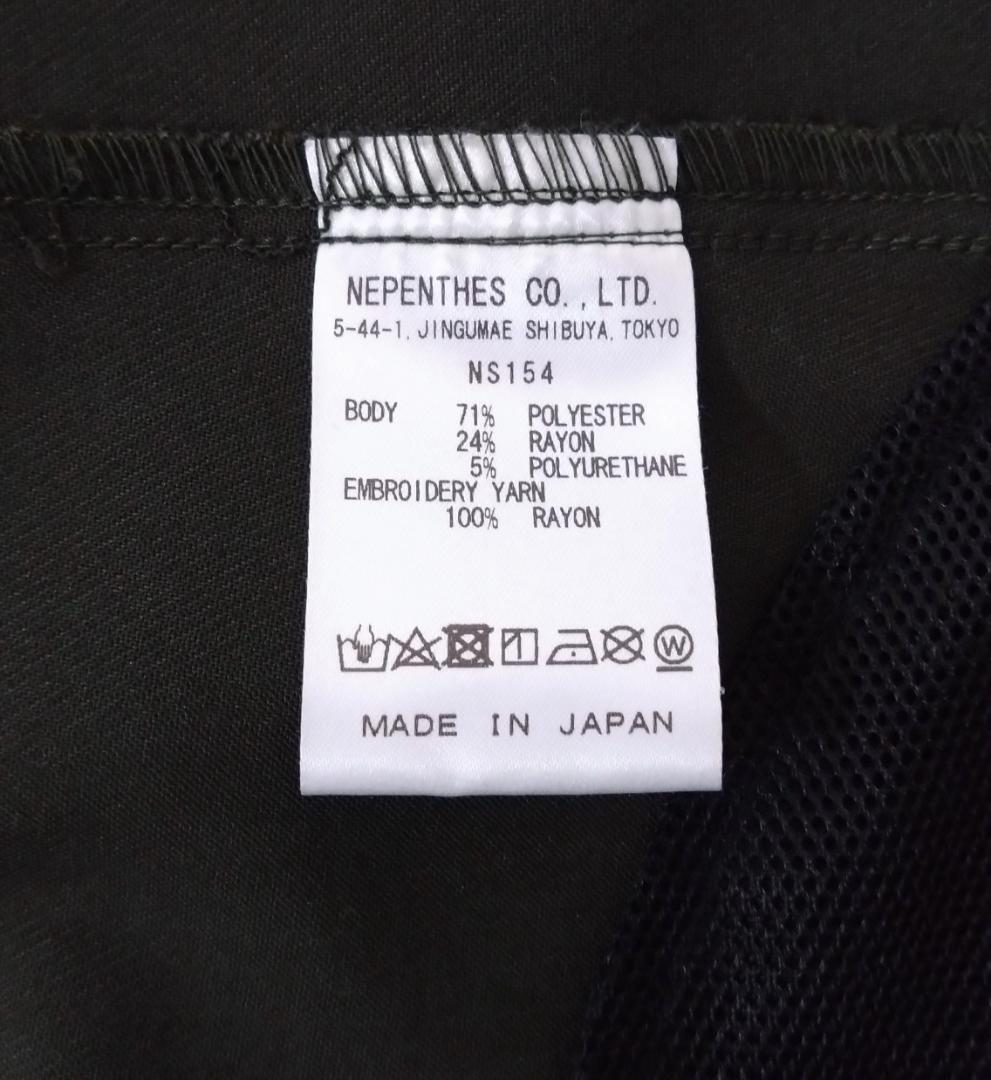 NEPENTHES CO.,LTD.
5-44-1, JINGUMAE SHIBUYA, TOKYO
NS154
BODY 71% POLYESTER
24% RAYON
5% POLYURETHANE
EMBROIDERY YARN
100% RAYON
W
MADE IN JAPAN